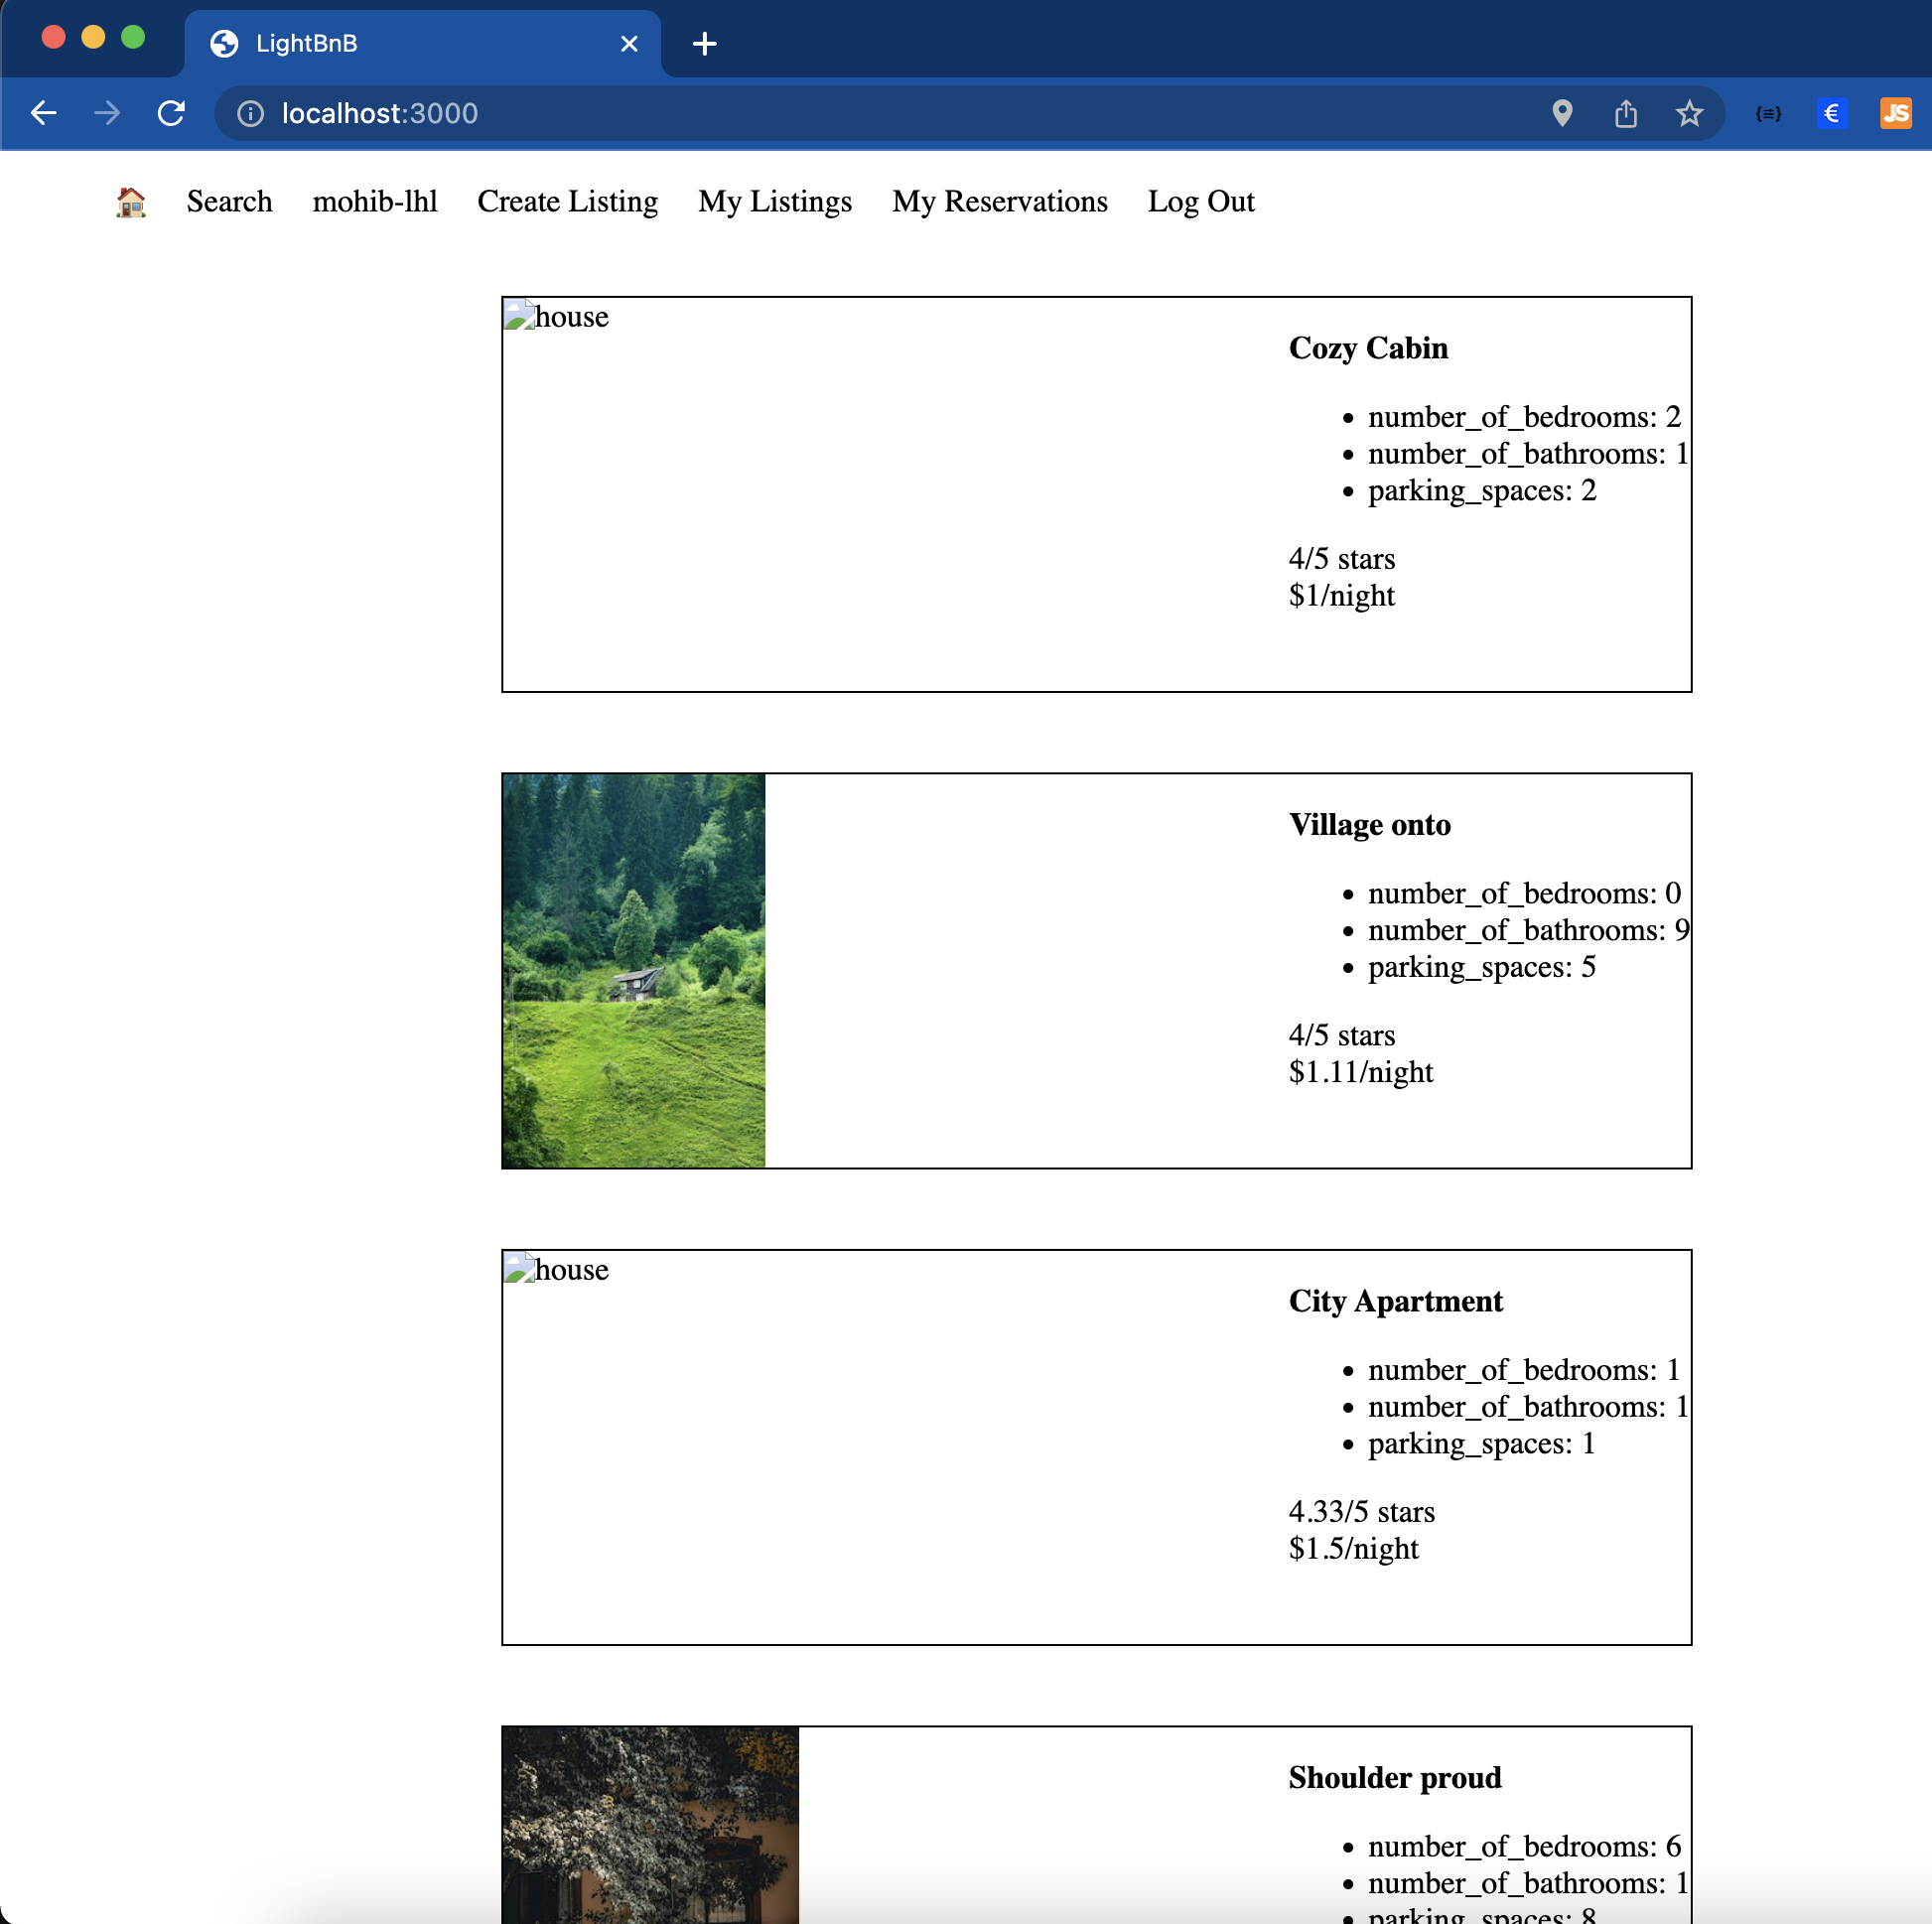 LightBnB
localhost:3000
{≡} € JS
Search mohib-lhl Create Listing My Listings My Reservations Log Out
house
Cozy Cabin
• number_of_bedrooms: 2
• number_of_bathrooms: 1
• parking_spaces: 2
4/5 stars
$1/night
Village onto
• number_of_bedrooms: 0
• number_of_bathrooms: 9
• parking_spaces: 5
4/5 stars
$1.11/night
house
City Apartment
• number_of_bedrooms: 1
• number_of_bathrooms: 1
• parking_spaces: 1
4.33/5 stars
$1.5/night
Shoulder proud
• number_of_bedrooms: 6
• number_of_bathrooms: 1
• parking_spaces: 8